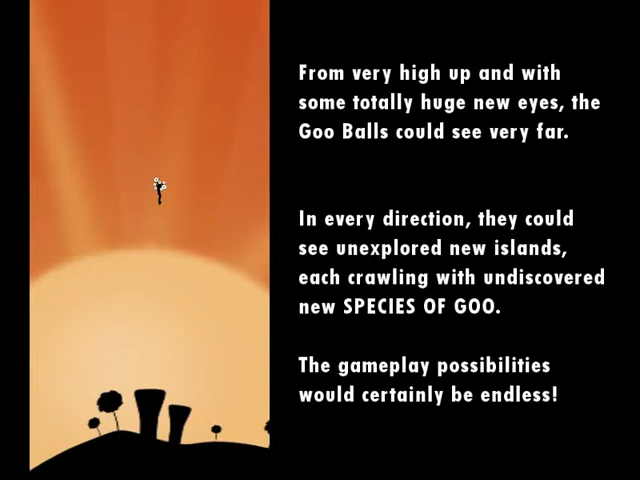 From very high up and with
some totally huge new eyes, the
Goo Balls could see very far.
In every direction, they could
see unexplored new islands,
each crawling with undiscovered
new SPECIES OF GOO.
The gameplay possibilities
would certainly be endless!